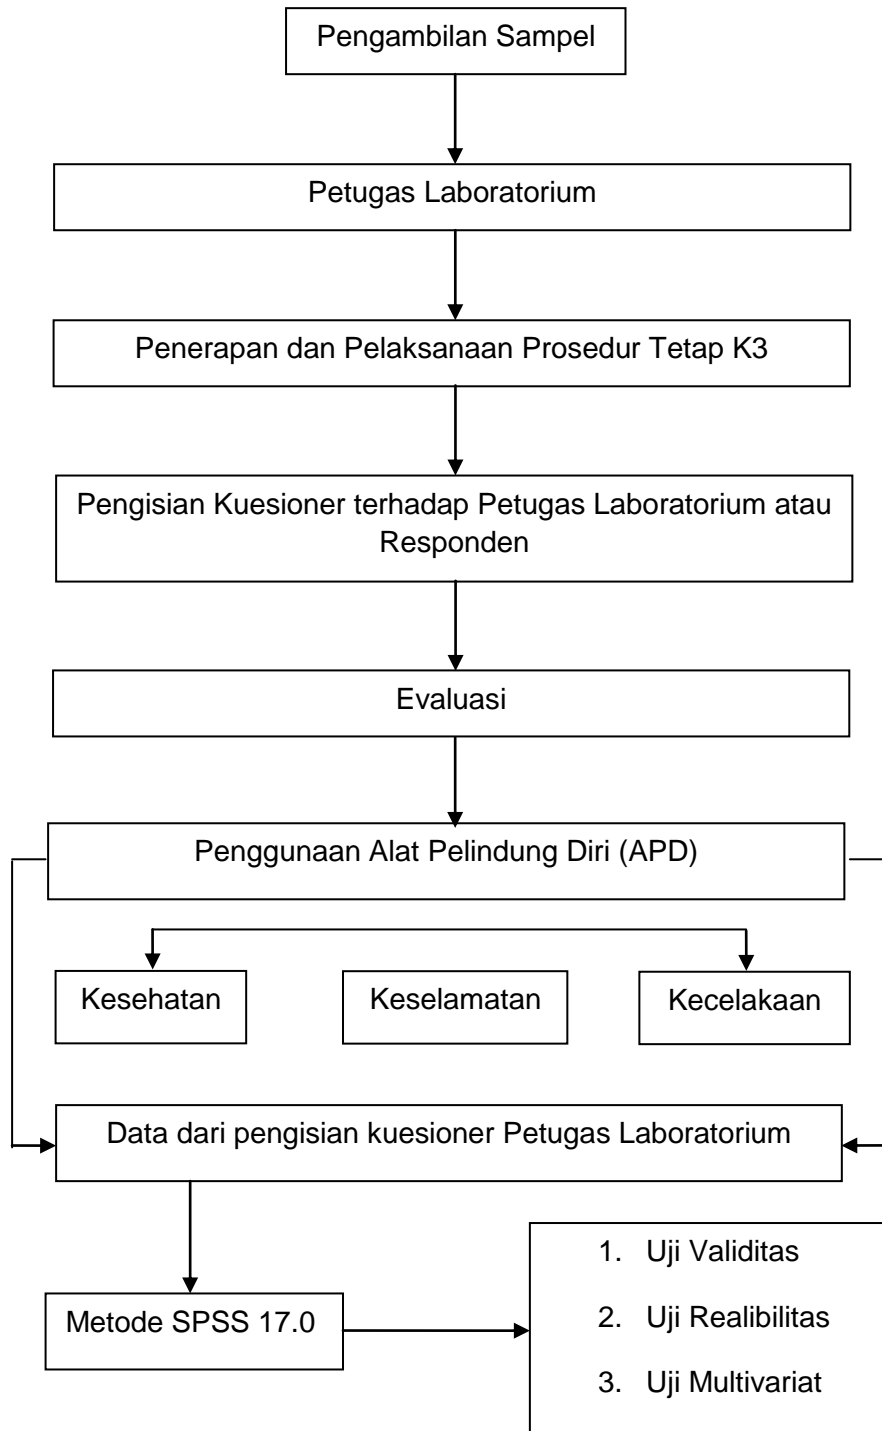 Pengambilan Sampel
Petugas Laboratorium
Penerapan dan Pelaksanaan Prosedur Tetap K3
Pengisian Kuesioner terhadap Petugas Laboratorium atau
Responden
Evaluasi
Penggunaan Alat Pelindung Diri (APD)
Kesehatan
Keselamatan
Kecelakaan
Data dari pengisian kuesioner Petugas Laboratorium
Metode SPSS 17.0
1. Uji Validitas
2. Uji Realibilitas
3. Uji Multivariat